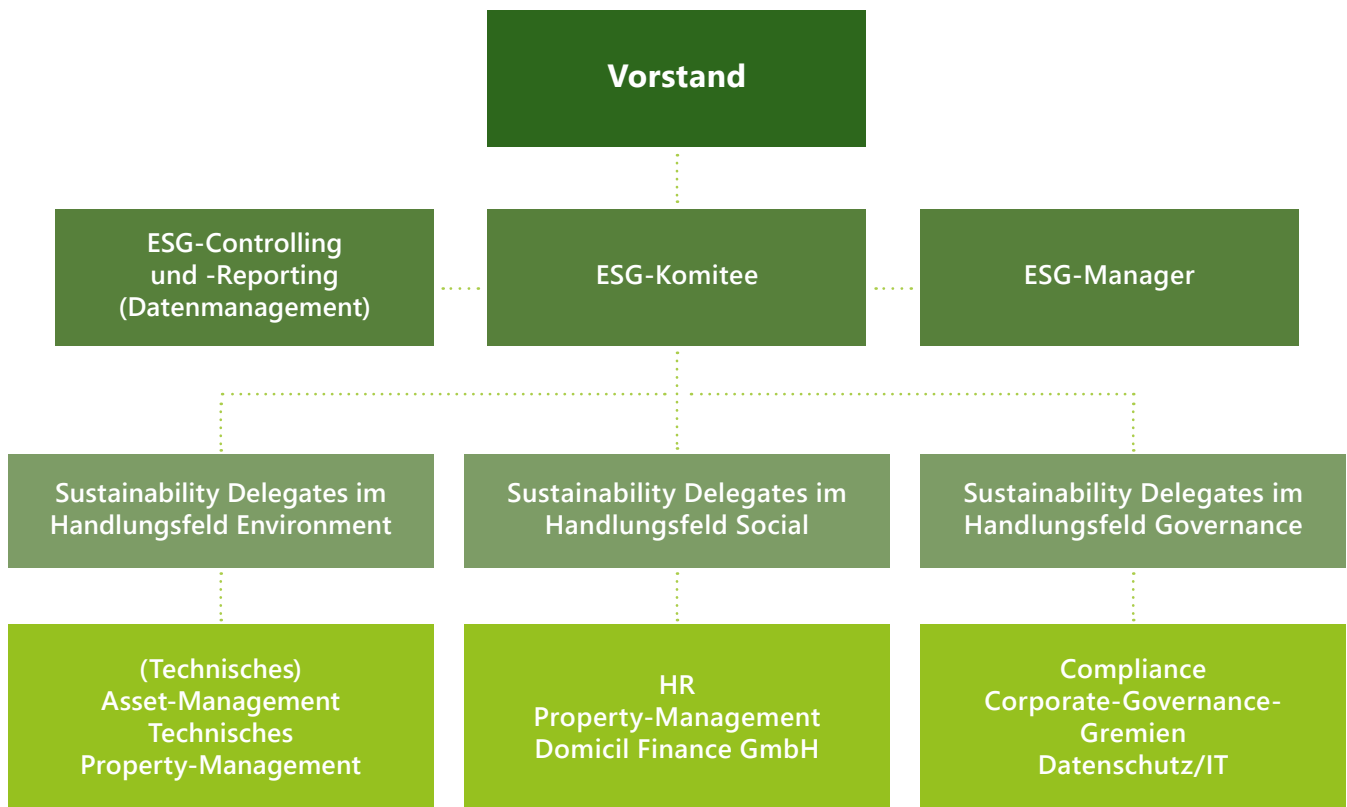 Vorstand
ESG-Controlling
und -Reporting
(Datenmanagement)
ESG-Komitee
ESG-Manager
Sustainability Delegates im
Handlungsfeld Environment
Sustainability Delegates im
Handlungsfeld Social
Sustainability Delegates im
Handlungsfeld Governance
(Technisches)
Asset-Management
Technisches
Property-Management
HR
Property-Management
Domicil Finance GmbH
Compliance
Corporate-Governance-
Gremien
Datenschutz/IT